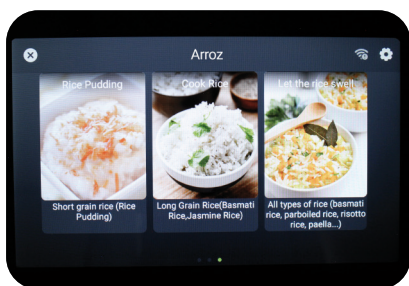 Arroz
Rice Pudding
Cook Rice
Let the rice swell
Short grain rice (Rice
Pudding)
Long Grain Rice(Basmati
Rice,Jasmine Rice)
All types of rice (basmati
rice, parboiled rice, risotto
rice, paella...)